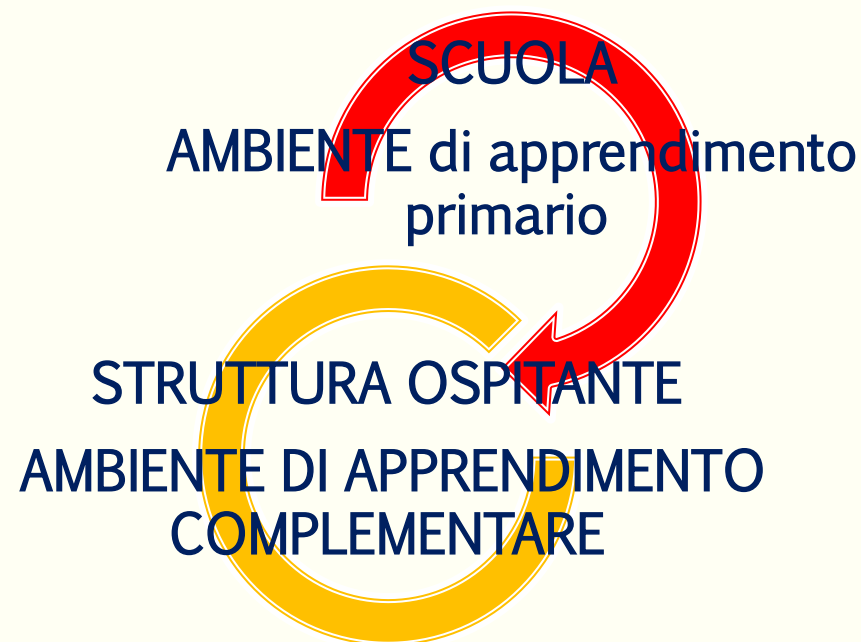 SCUOLA
AMBIENTE di apprendimento
primario
STRUTTURA OSPITANTE
AMBIENTE DI APPRENDIMENTO
COMPLEMENTARE